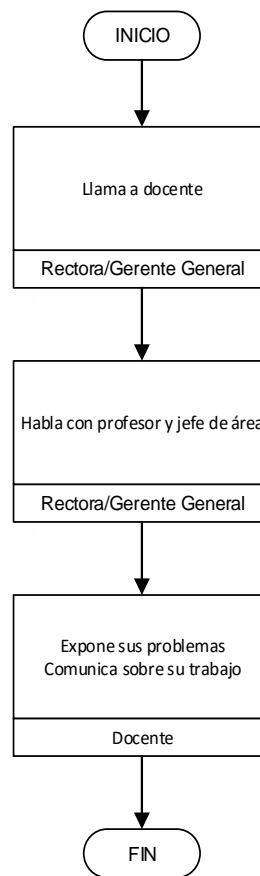 INICIO
Llama a docente
Rectora/Gerente General
Habla con profesor y jefe de área
Rectora/Gerente General
Expone sus problemas
Comunica sobre su trabajo
Docente
FIN